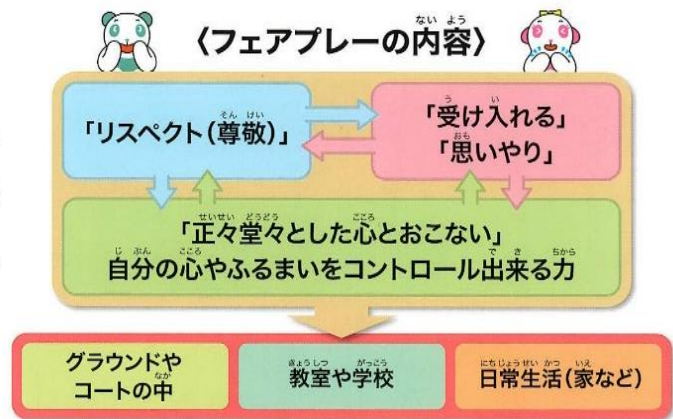 〈フェアプレーの内容〉
「リスペクト(尊敬)」
「受け入れる」
「思いやり」
「正々堂々とした心とおこない」
自分の心やふるまいをコントロール出来る力
グラウンドや
コートの中
教室や学校
日常生活(家など)